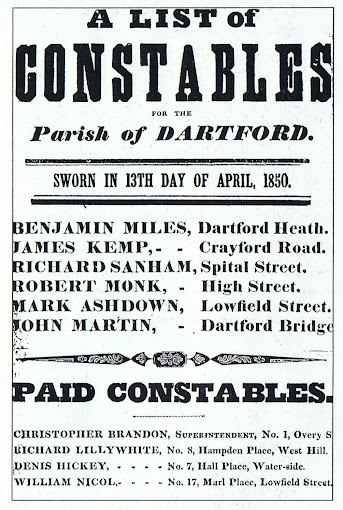 A LIST of
CONSTABLES
FOR THE
Parish of DARTFORD.
SWORN IN 13TH DAY OF APRIL, 1850.
BENJAMIN MILES, Dartford Heath.
JAMES KEMP, - - Crayford Road.
RICHARD SANHAM, Spital Street.
ROBERT MONK, - High Street.
MARK ASHDOWN, Lowfield Street.
JOHN MARTIN, - Dartford Bridge
PAID CONSTABLES.
CHRISTOPHER BRANDON, SUPERINTENDENT, No. 1, Overy S
RICHARD LILLYWHITE, No. 8, Hampden Place, West Hill.
DENIS HICKEY, - - - - No. 7, Hall Place, Water-side.
WILLIAM NICOL, - - - - No. 17, Marl Place, Lowfield Street.